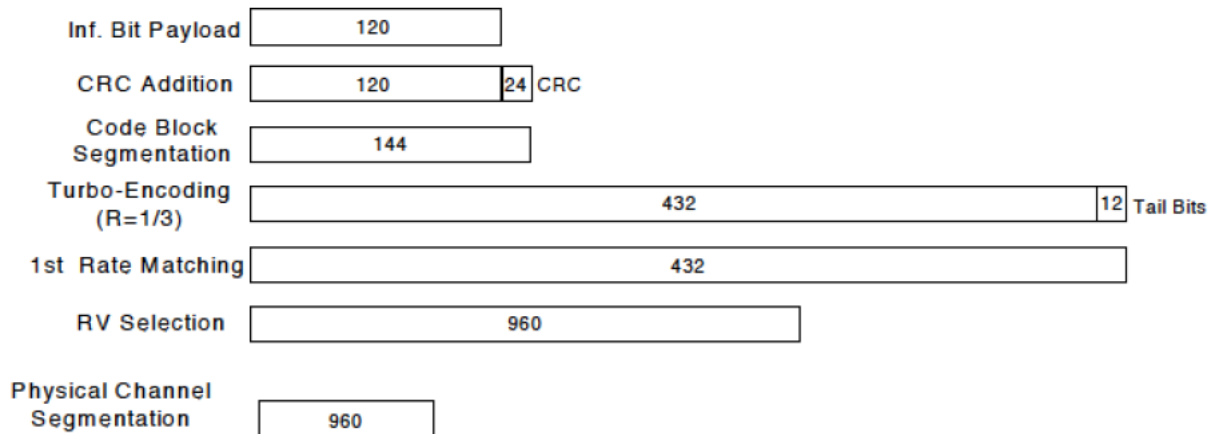 Inf. Bit Payload 120
CRC Addition 120 24 CRC
Code Block
Segmentation 144
Turbo-Encoding
(R=1/3) 432 12 Tail Bits
1st Rate Matching 432
RV Selection 960
Physical Channel
Segmentation 960